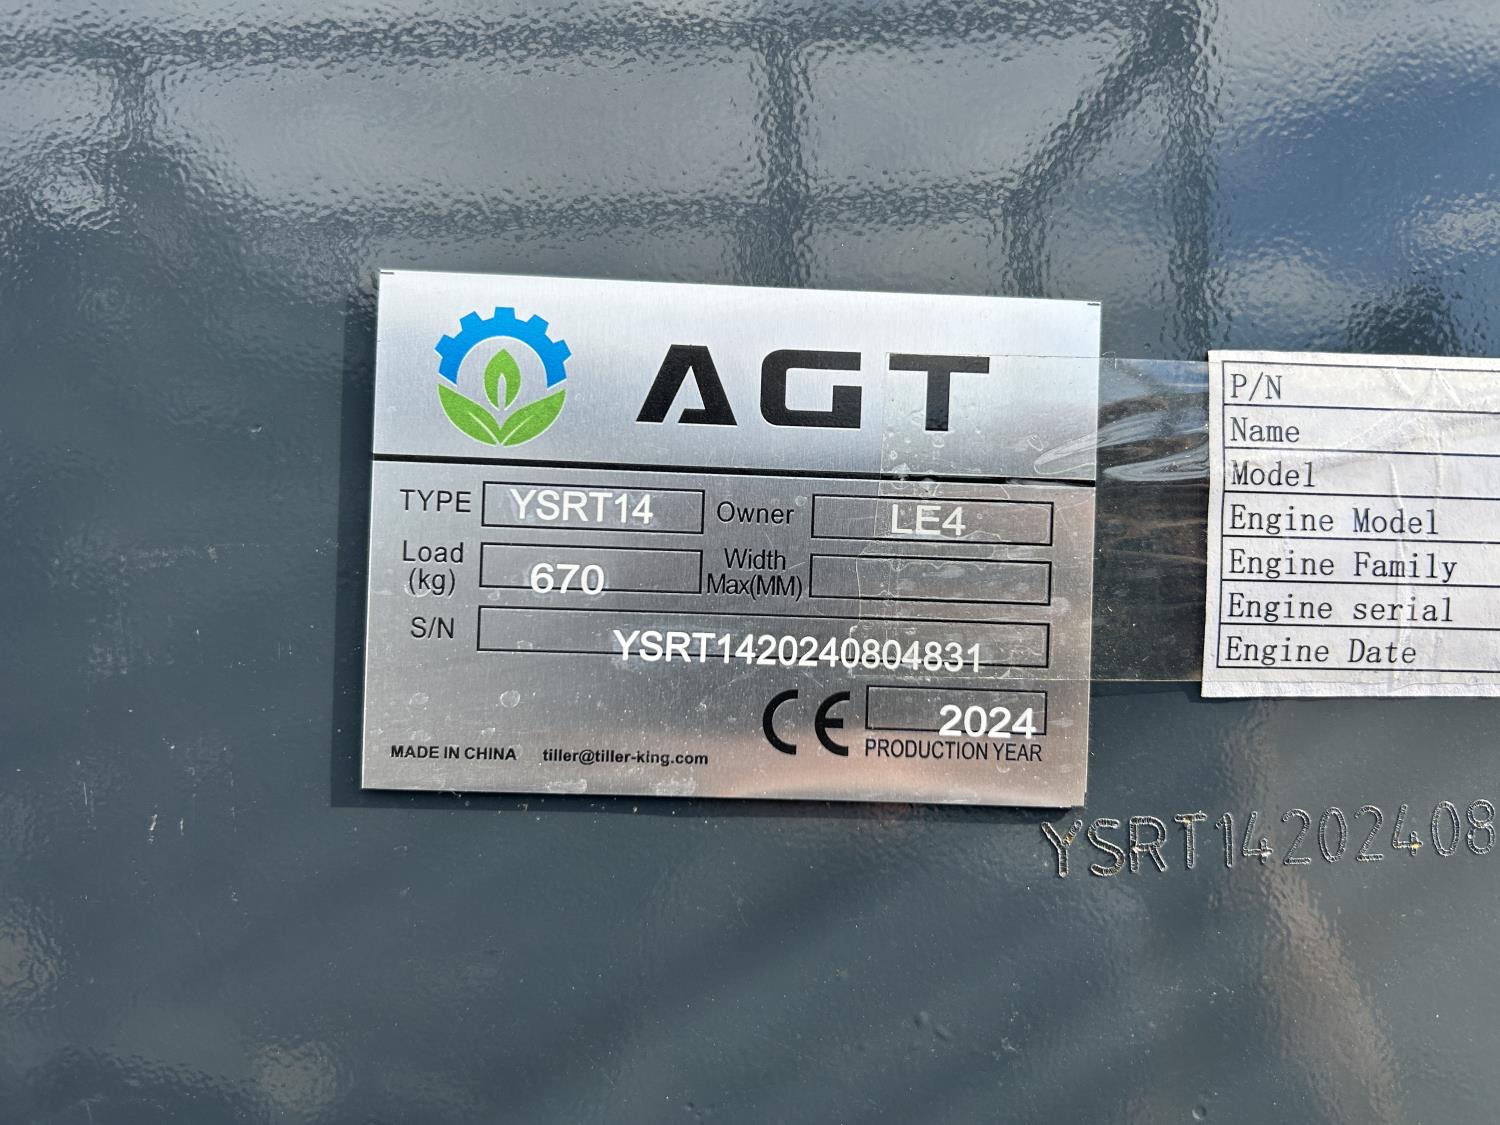 AGT
TYPE YSRT14 Owner LE4
Load (kg) 670 Width Max(MM)
S/N YSRT1420240804831
CE 2024
PRODUCTION YEAR
MADE IN CHINA tiller@tiller-king.com
P/N
Name
Model
Engine Model
Engine Family
Engine serial
Engine Date
YSRT14202408